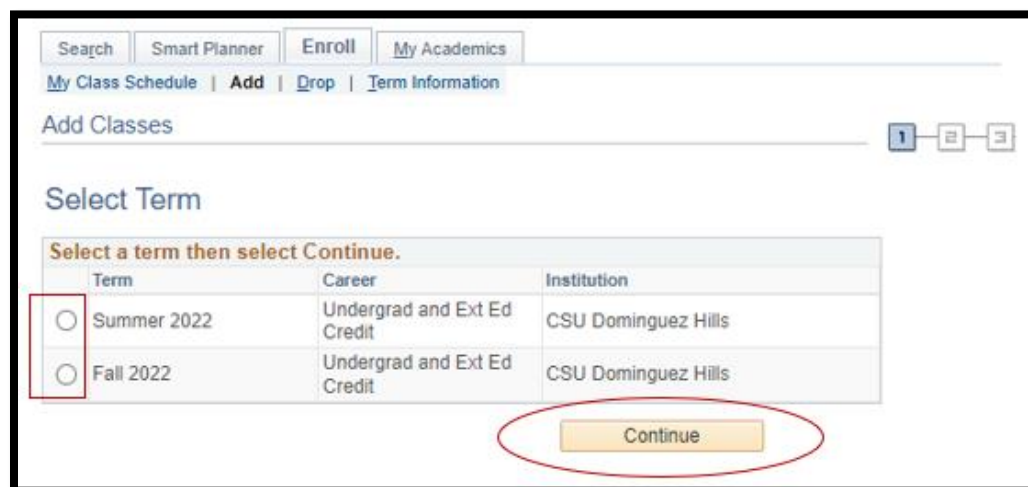 Search Smart Planner Enroll My Academics
My Class Schedule | Add | Drop | Term Information
Add Classes
1 2 3
Select Term
Select a term then select Continue.
Term Career Institution
Summer 2022 Undergrad and Ext Ed Credit CSU Dominguez Hills
Fall 2022 Undergrad and Ext Ed Credit CSU Dominguez Hills
Continue